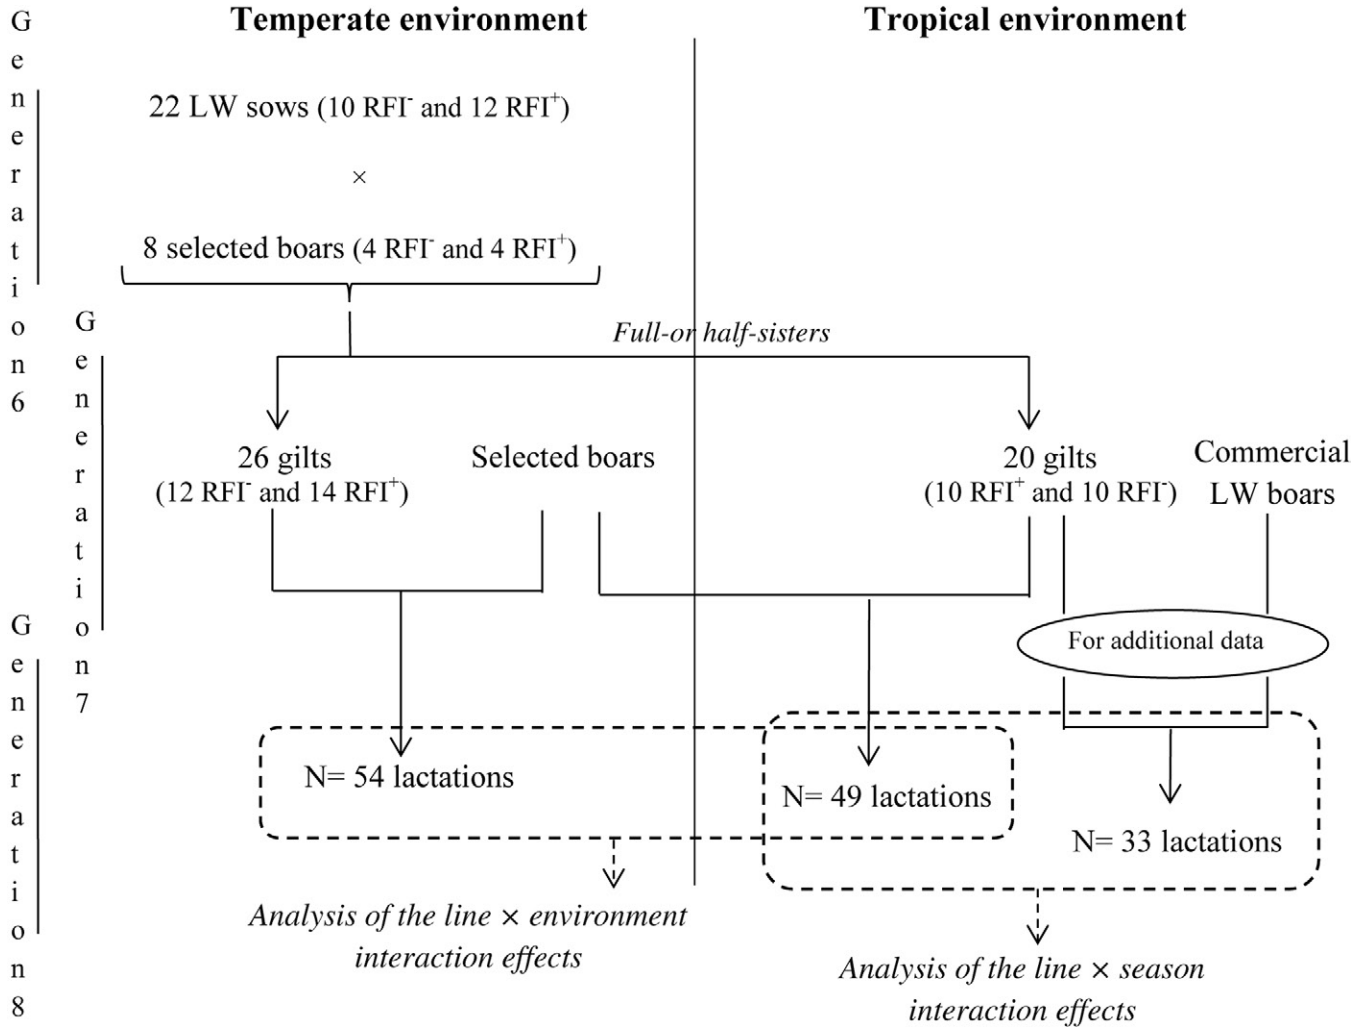 Temperate environment
Tropical environment
Generation 6
22 LW sows (10 RFI⁻ and 12 RFI⁺)
×
8 selected boars (4 RFI⁻ and 4 RFI⁺)
Full-or half-sisters
Generation 7
26 gilts
(12 RFI⁻ and 14 RFI⁺)
Selected boars
20 gilts
(10 RFI⁺ and 10 RFI⁻)
Commercial
LW boars
For additional data
Generation 8
N= 54 lactations
N= 49 lactations
N= 33 lactations
Analysis of the line × environment
interaction effects
Analysis of the line × season
interaction effects